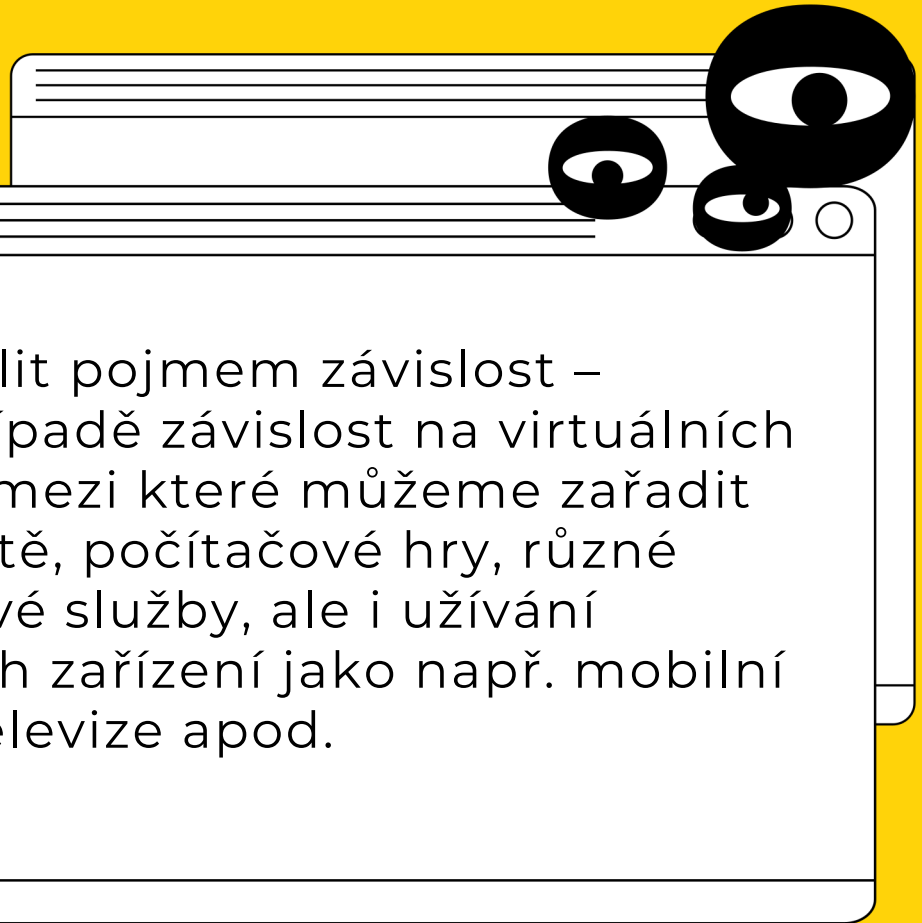 lit pojmem závislost –
ípadě závislost na virtuálních
mezi které můžeme zařadit
tě, počítačové hry, různé
vé služby, ale i užívání
h zařízení jako např. mobilní
elevize apod.